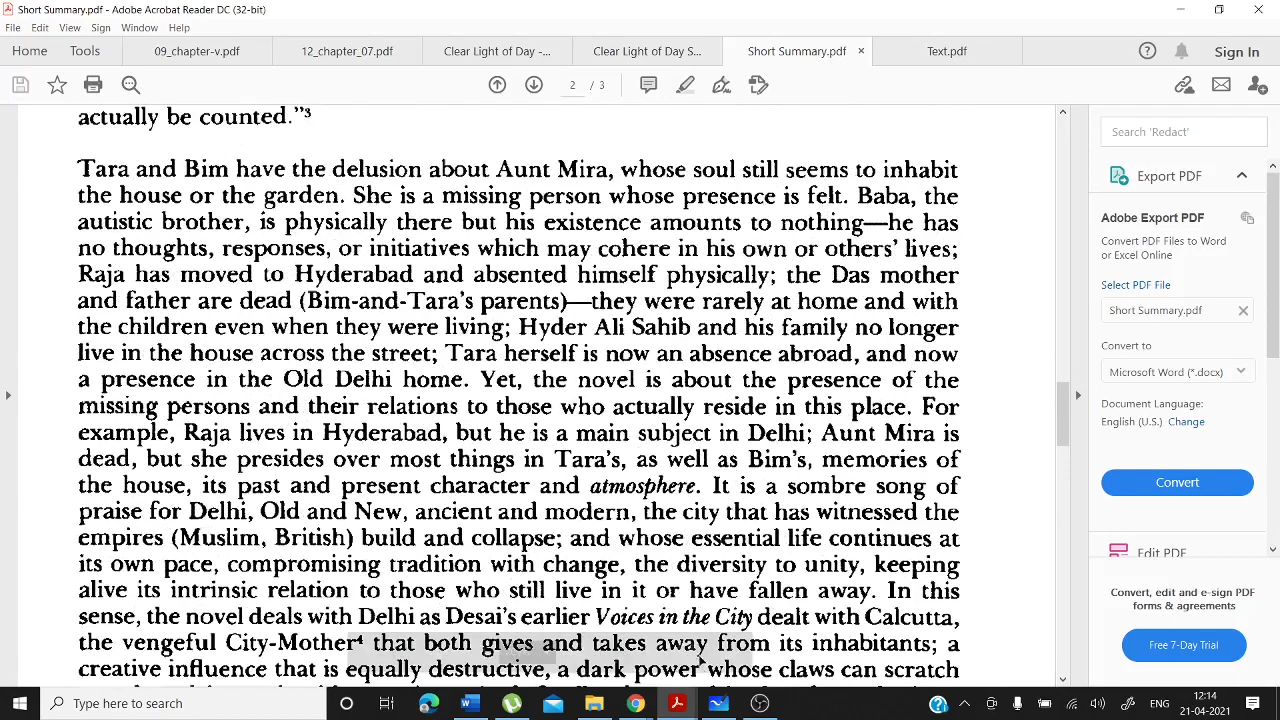 Short Summary.pdf - Adobe Acrobat Reader DC (32-bit)
File Edit View Sign Window Help
Home Tools 09_chapter-v.pdf 12_chapter_07.pdf Clear Light of Day -... Clear Light of Day S... Short Summary.pdf × Text.pdf Sign In
2 / 3
actually be counted."³
Tara and Bim have the delusion about Aunt Mira, whose soul still seems to inhabit
the house or the garden. She is a missing person whose presence is felt. Baba, the
autistic brother, is physically there but his existence amounts to nothing—he has
no thoughts, responses, or initiatives which may cohere in his own or others' lives;
Raja has moved to Hyderabad and absented himself physically; the Das mother
and father are dead (Bim-and-Tara's parents)—they were rarely at home and with
the children even when they were living; Hyder Ali Sahib and his family no longer
live in the house across the street; Tara herself is now an absence abroad, and now
a presence in the Old Delhi home. Yet, the novel is about the presence of the
missing persons and their relations to those who actually reside in this place. For
example, Raja lives in Hyderabad, but he is a main subject in Delhi; Aunt Mira is
dead, but she presides over most things in Tara's, as well as Bim's, memories of
the house, its past and present character and atmosphere. It is a sombre song of
praise for Delhi, Old and New, ancient and modern, the city that has witnessed the
empires (Muslim, British) build and collapse; and whose essential life continues at
its own pace, compromising tradition with change, the diversity to unity, keeping
alive its intrinsic relation to those who still live in it or have fallen away. In this
sense, the novel deals with Delhi as Desai's earlier Voices in the City dealt with Calcutta,
the vengeful City-Mother⁴ that both gives and takes away from its inhabitants; a
creative influence that is equally destructive, a dark power whose claws can scratch
Search 'Redact'
Export PDF
Adobe Export PDF
Convert PDF Files to Word
or Excel Online
Select PDF File
Short Summary.pdf
Convert to
Microsoft Word (*.docx)
Document Language:
English (U.S.) Change
Convert
Edit PDF
Convert, edit and e-sign PDF
forms & agreements
Free 7-Day Trial
Type here to search
ENG
12:14
21-04-2021